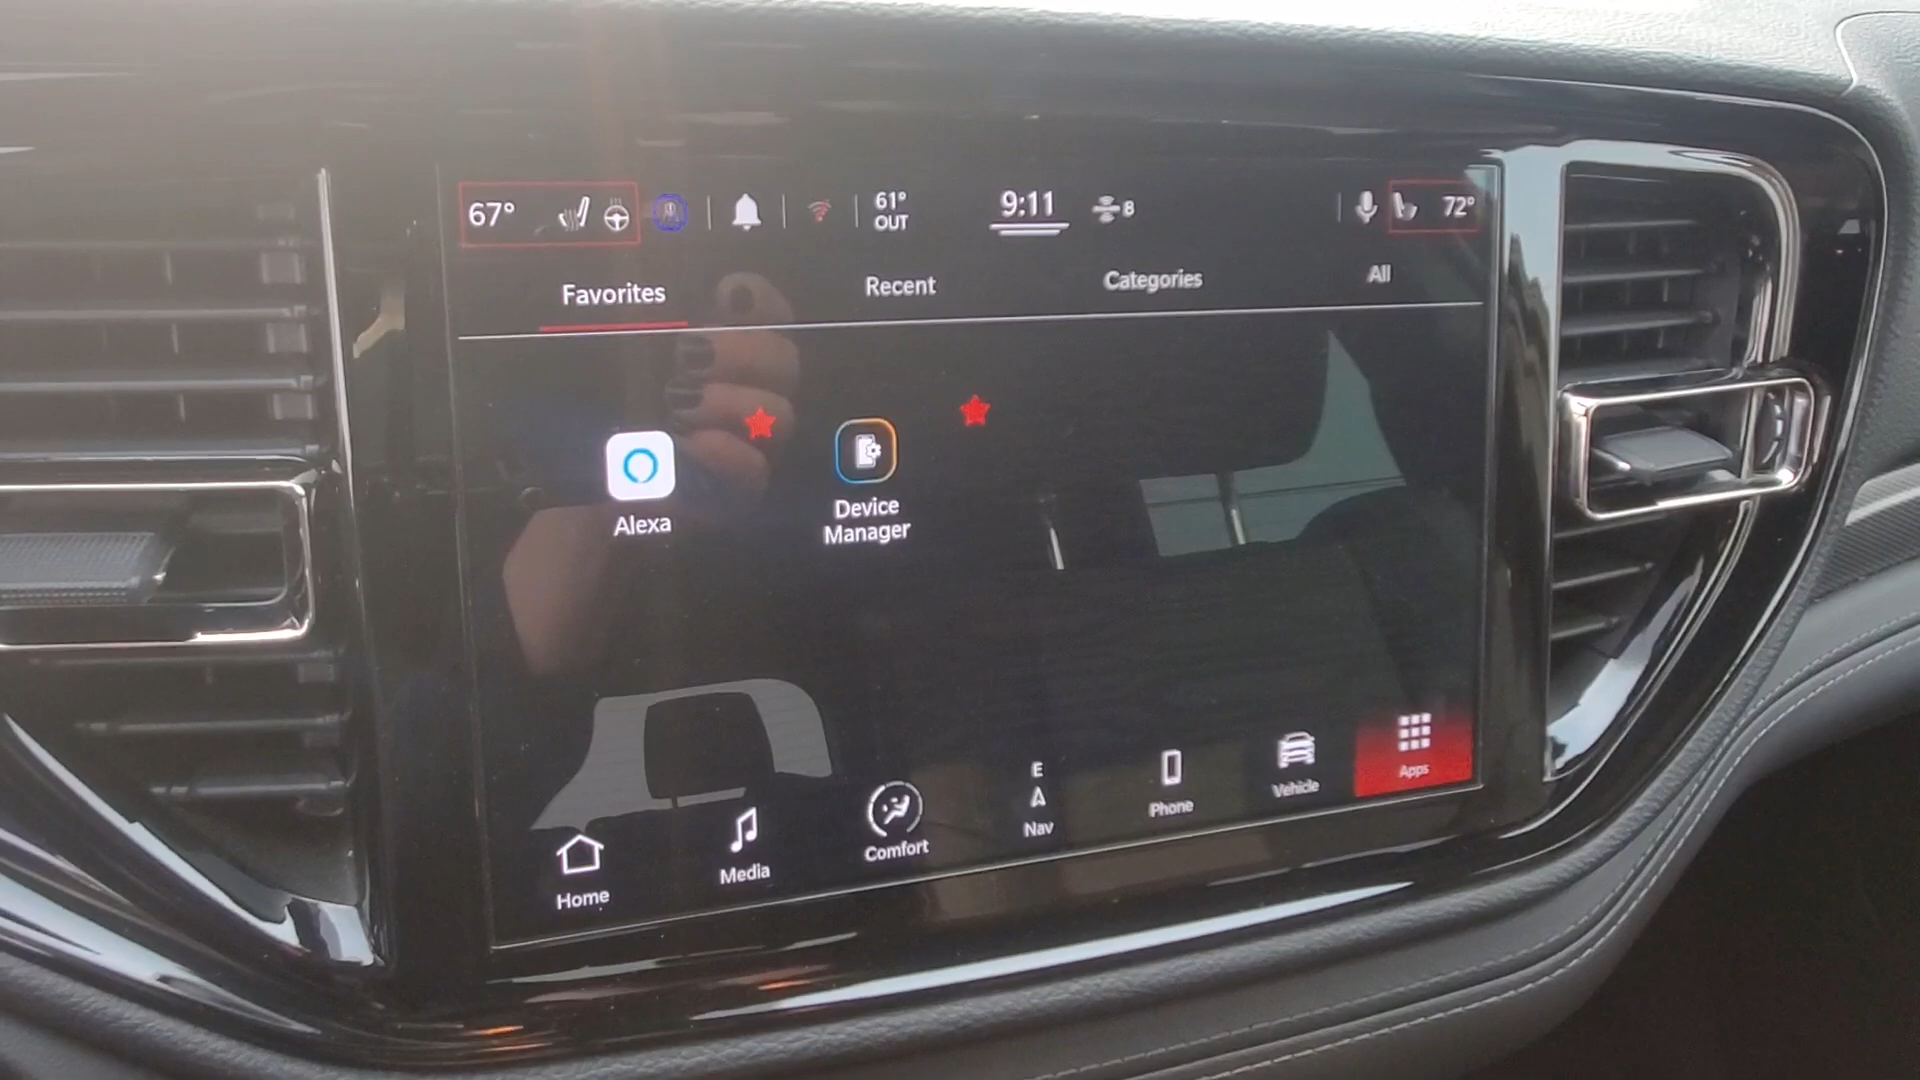 67°
61°
OUT
9:11
8
72°
Favorites
Recent
Categories
All
Alexa
Device
Manager
Home
Media
Comfort
E
Nav
Phone
Vehicle
Apps